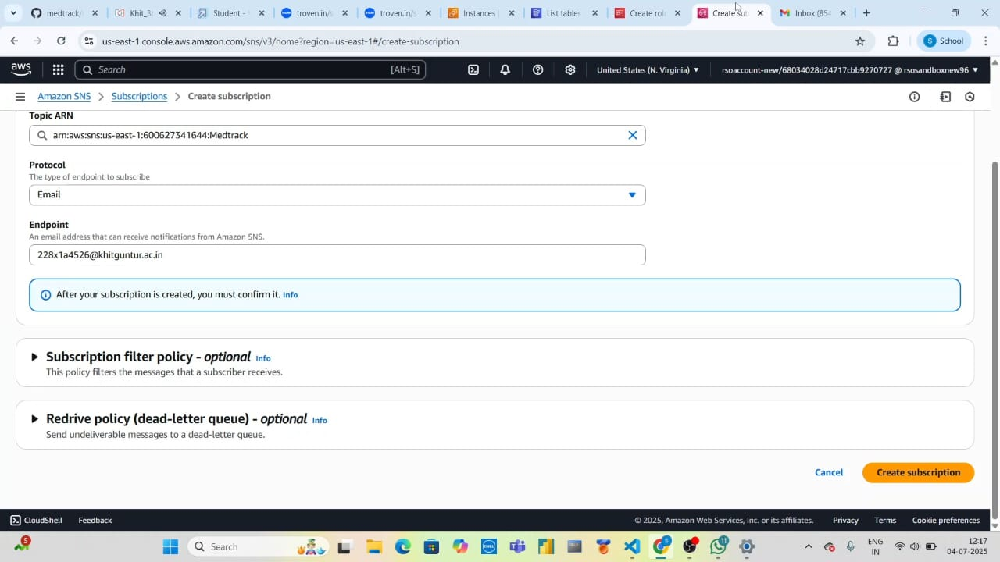 medtrack/
Khit_3
Student -
troven.in/s
troven.in/s
Instances
List tables
Create role
Create sub
Inbox (854
us-east-1.console.aws.amazon.com/sns/v3/home?region=us-east-1#/create-subscription
S School
aws
Search [Alt+S]
United States (N. Virginia)
rsoaccount-new/68034028d24717cbb9270727 @ rsosandboxnew96
Amazon SNS > Subscriptions > Create subscription
Topic ARN
arn:aws:sns:us-east-1:600627341644:Medtrack
Protocol
The type of endpoint to subscribe
Email
Endpoint
An email address that can receive notifications from Amazon SNS.
228x1a4526@khitguntur.ac.in
After your subscription is created, you must confirm it. Info
Subscription filter policy - optional Info
This policy filters the messages that a subscriber receives.
Redrive policy (dead-letter queue) - optional Info
Send undeliverable messages to a dead-letter queue.
Cancel
Create subscription
CloudShell
Feedback
© 2025, Amazon Web Services, Inc. or its affiliates.
Privacy
Terms
Cookie preferences
5
Search
DELL
5
11
ENG
IN
12:17
04-07-2025